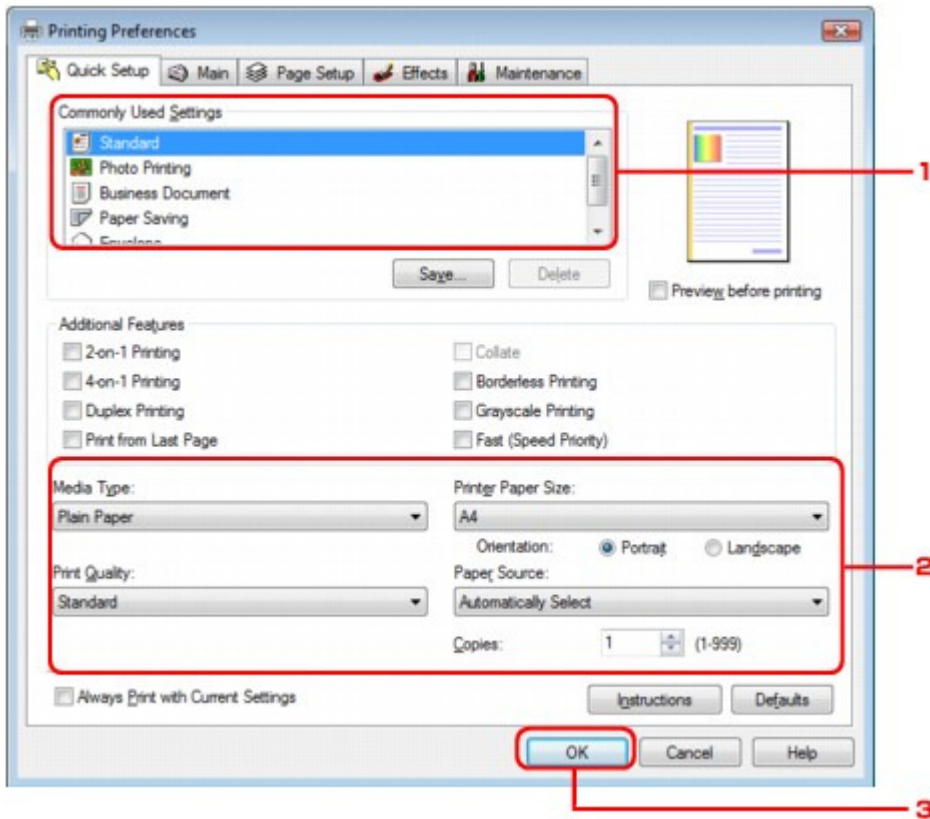 Printing Preferences
Quick Setup Main Page Setup Effects Maintenance
Commonly Used Settings
Standard
Photo Printing
Business Document
Paper Saving
Envelope
1
Save... Delete
Preview before printing
Additional Features
2-on-1 Printing Collate
4-on-1 Printing Borderless Printing
Duplex Printing Grayscale Printing
Print from Last Page Fast (Speed Priority)
Media Type: Printer Paper Size:
Plain Paper A4
Orientation: Portrait Landscape
2
Print Quality: Paper Source:
Standard Automatically Select
Copies: 1 (1-999)
Always Print with Current Settings Instructions Defaults
OK Cancel Help
3